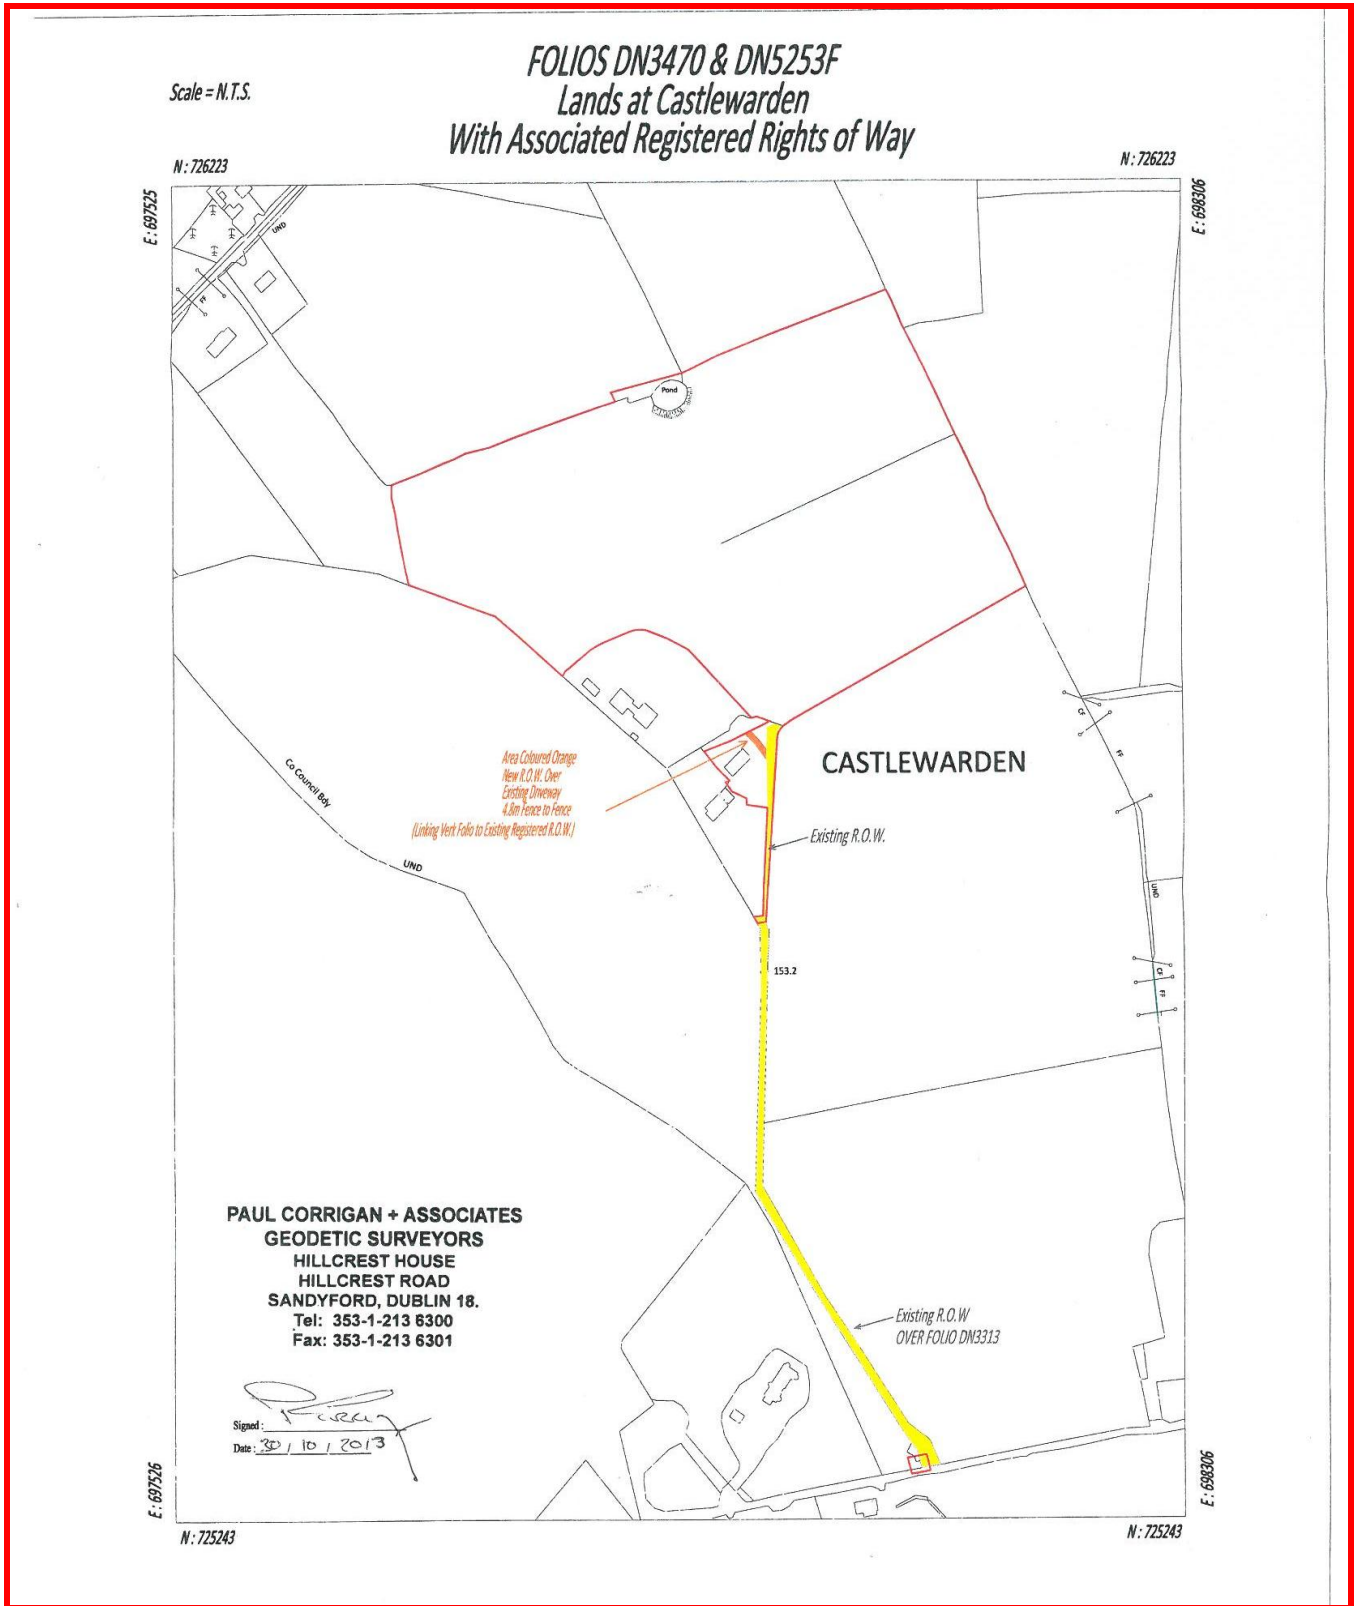 FOLIOS DN3470 & DN5253F
Scale = N.T.S.
Lands at Castlewarden
With Associated Registered Rights of Way
N : 726223
N : 726223
E : 697525
E : 698306
UND
FF
Pond
CASTLEWARDEN
CF
FF
Area Coloured Orange
New R.O.W. Over
Existing Driveway
4.8m Fence to Fence
(Linking Verk Folio to Existing Registered R.O.W.)
Co Council Bdy
UND
Existing R.O.W.
UND
153.2
CF
FF
PAUL CORRIGAN + ASSOCIATES
GEODETIC SURVEYORS
HILLCREST HOUSE
HILLCREST ROAD
SANDYFORD, DUBLIN 18.
Tel: 353-1-213 6300
Fax: 353-1-213 6301
Existing R.O.W
OVER FOLIO DN3313
Signed :
Date : 30 / 10 / 2013
E : 697526
E : 698306
N : 725243
N : 725243